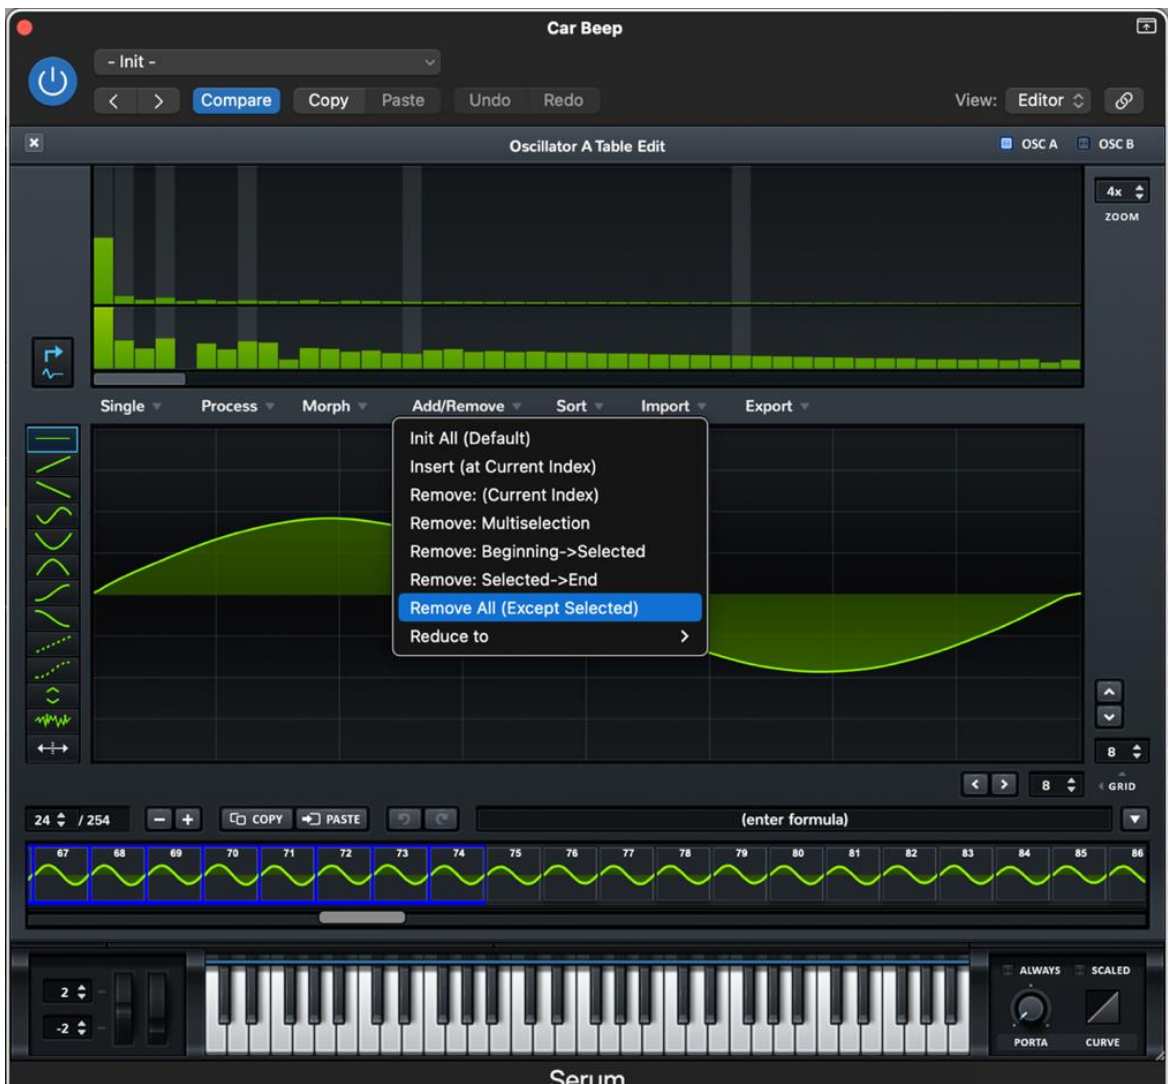 Car Beep
- Init -
Compare Copy Paste Undo Redo View: Editor
Oscillator A Table Edit OSC A OSC B
4x
ZOOM
Single Process Morph Add/Remove Sort Import Export
Init All (Default)
Insert (at Current Index)
Remove: (Current Index)
Remove: Multiselection
Remove: Beginning->Selected
Remove: Selected->End
Remove All (Except Selected)
Reduce to
8
8 GRID
24 / 254 - + COPY PASTE (enter formula)
67 68 69 70 71 72 73 74 75 76 77 78 79 80 81 82 83 84 85 86
ALWAYS SCALED
2
-2
PORTA CURVE
Serum